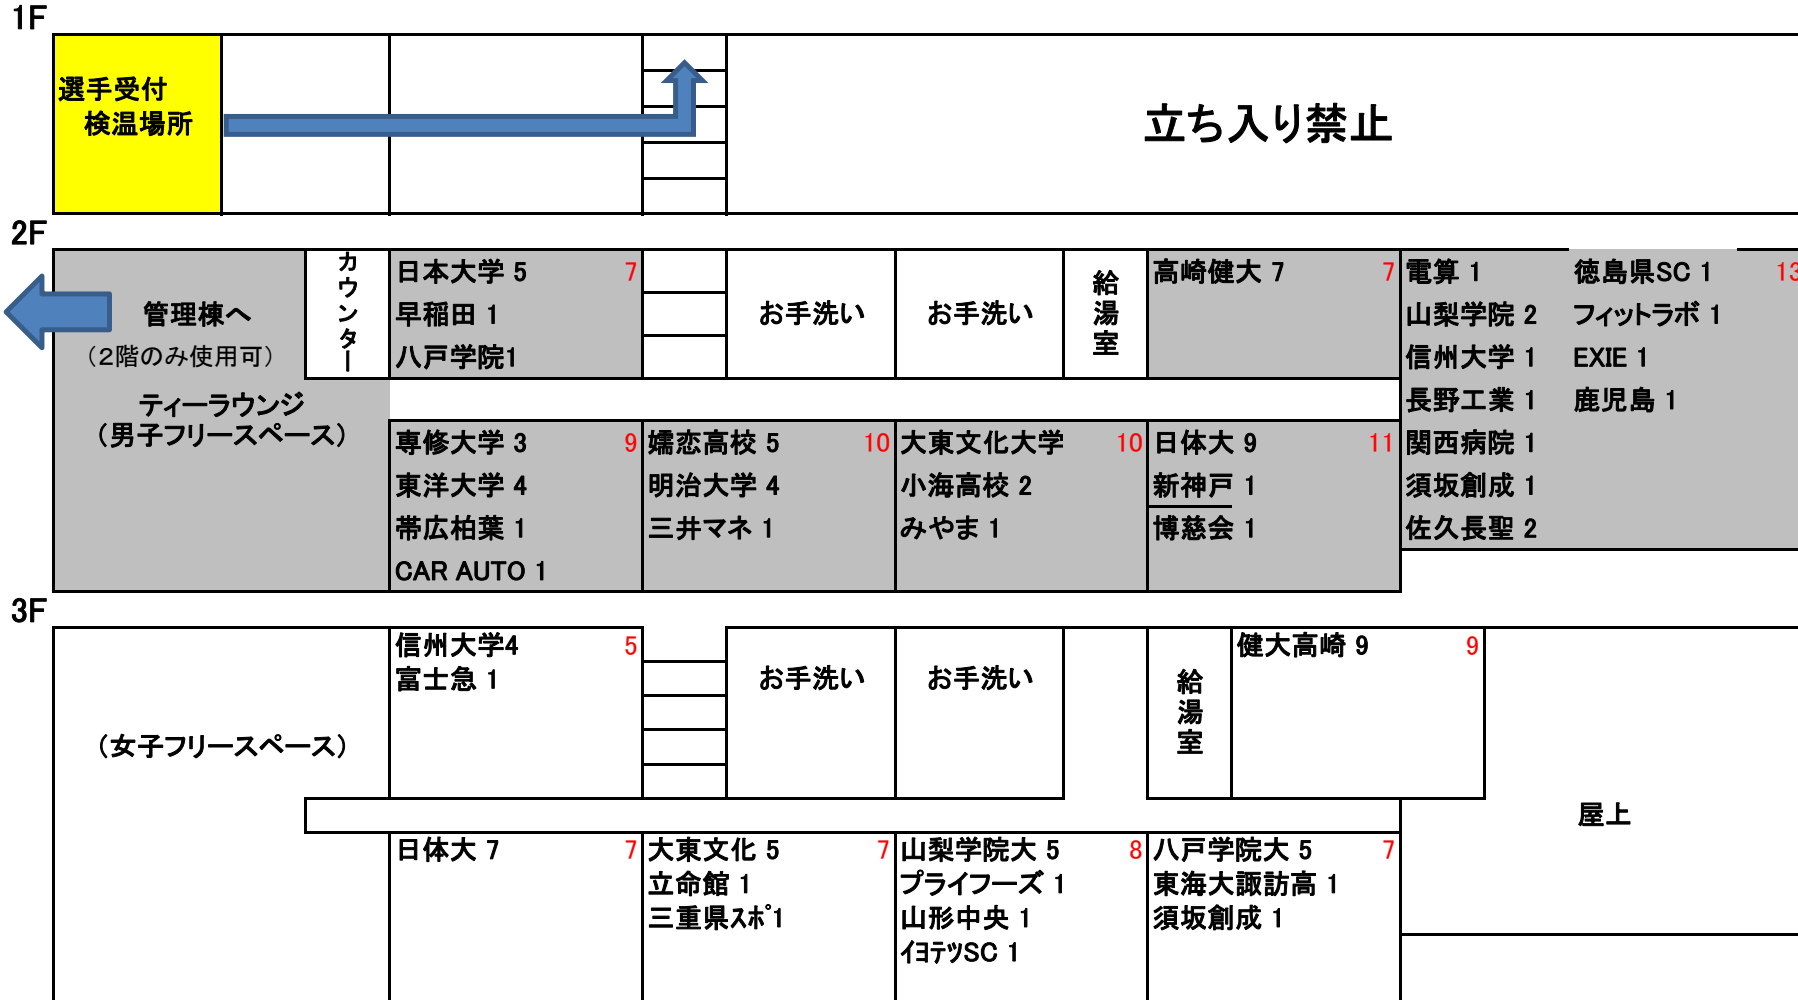 1F
選手受付
検温場所
立ち入り禁止
2F
管理棟へ
（2階のみ使用可）
ティーラウンジ
（男子フリースペース）
カウンター
日本大学 5 7
早稲田 1
八戸学院1
お手洗い
お手洗い
給湯室
高崎健大 7 7
電算 1 徳島県SC 1 13
山梨学院 2 フィットラボ 1
信州大学 1 EXIE 1
長野工業 1 鹿児島 1
関西病院 1
須坂創成 1
佐久長聖 2
専修大学 3 9
東洋大学 4
帯広柏葉 1
CAR AUTO 1
嬬恋高校 5 10
明治大学 4
三井マネ 1
大東文化大学 10
小海高校 2
みやま 1
日体大 9 11
新神戸 1
博慈会 1
3F
（女子フリースペース）
信州大学4 5
富士急 1
お手洗い
お手洗い
給湯室
健大高崎 9 9
屋上
日体大 7 7
大東文化 5 7
立命館 1
三重県ｽﾎﾟ1
山梨学院大 5 8
プライフーズ 1
山形中央 1
ｲﾖﾃﾂSC 1
八戸学院大 5 7
東海大諏訪高 1
須坂創成 1